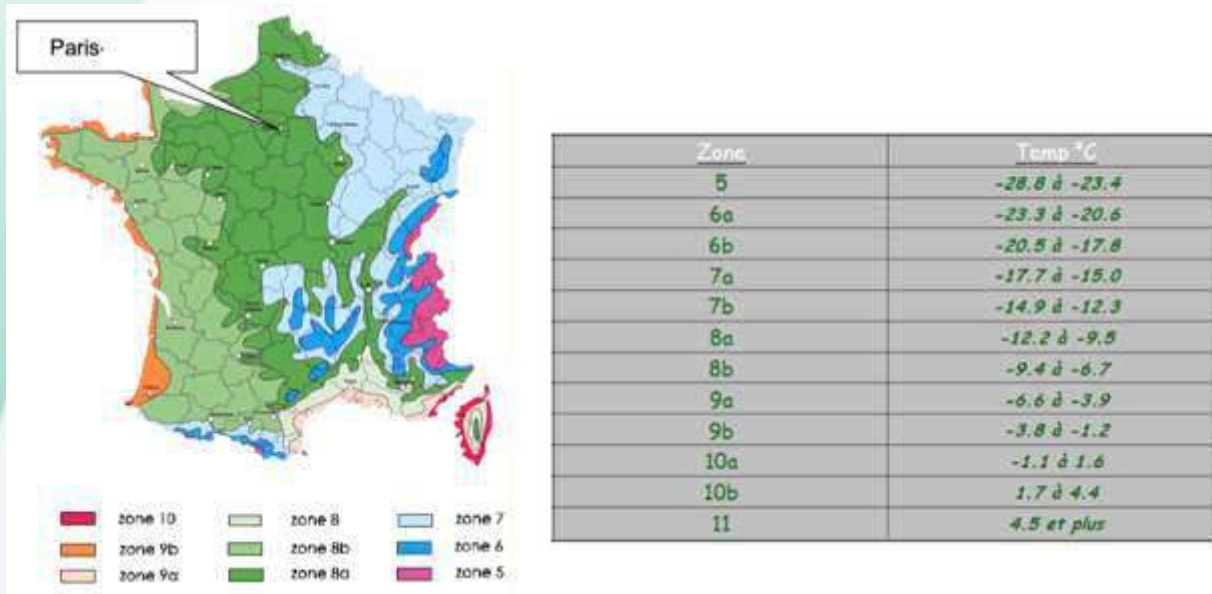 Paris-
Zone Temp °C
5 -28.8 à -23.4
6a -23.3 à -20.6
6b -20.5 à -17.8
7a -17.7 à -15.0
7b -14.9 à -12.3
8a -12.2 à -9.5
8b -9.4 à -6.7
9a -6.6 à -3.9
9b -3.8 à -1.2
10a -1.1 à 1.6
10b 1.7 à 4.4
11 4.5 et plus
zone 10 zone 8 zone 7
zone 9b zone 8b zone 6
zone 9a zone 8a zone 5